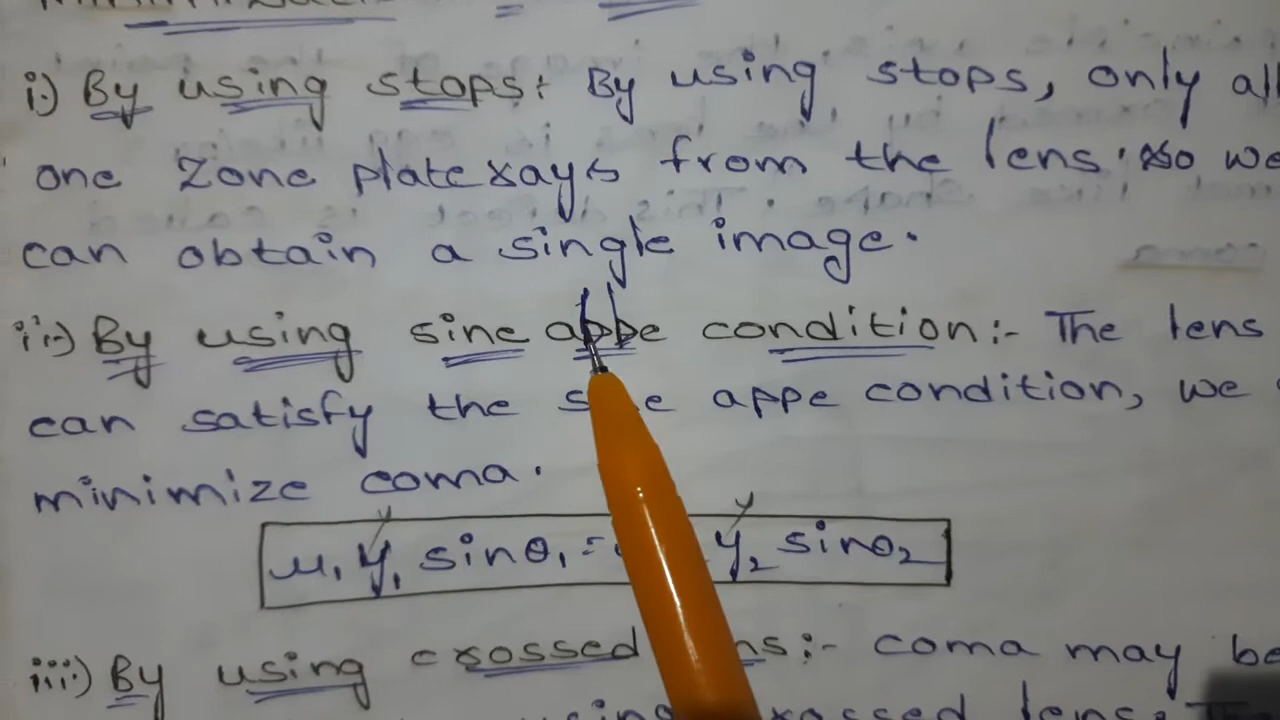 i.) By using stops: By using stops, only all
one zone plate rays from the lens. so we
can obtain a single image.
ii-) By using sine appe condition:- The lens
can satisfy the appe condition, we
minimize coma.
μ₁ y₁ sinθ₁ = y₂ sinθ₂
iii-) By using crossed :- coma may be
lens.